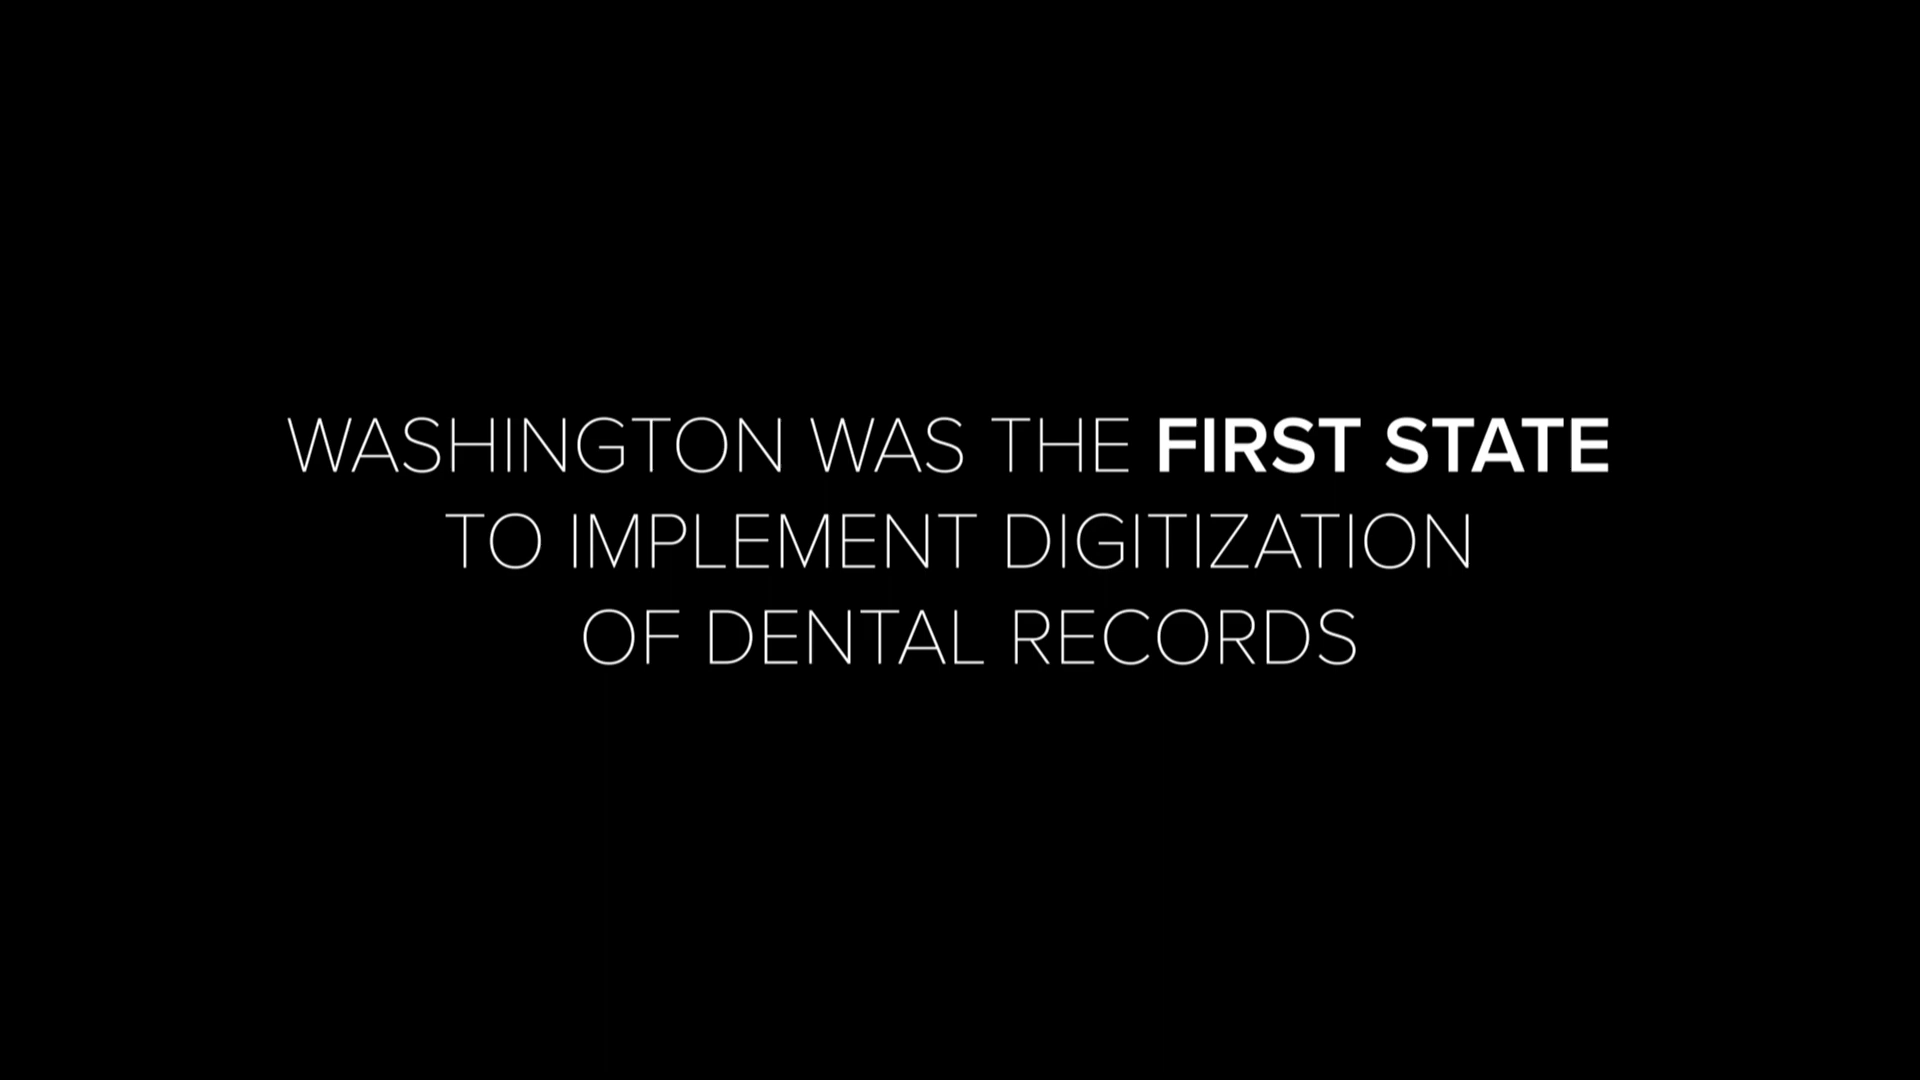 WASHINGTON WAS THE FIRST STATE
TO IMPLEMENT DIGITIZATION
OF DENTAL RECORDS